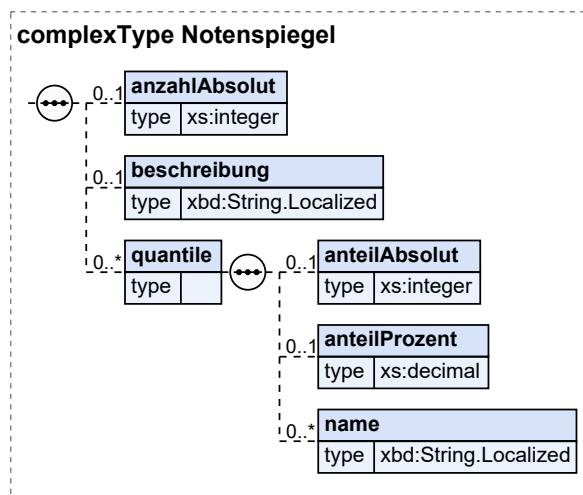 complexType Notenspiegel
0..1 anzahlAbsolut
type xs:integer
0..1 beschreibung
type xbd:String.Localized
0..* quantile
type
0..1 anteilAbsolut
type xs:integer
0..1 anteilProzent
type xs:decimal
0..* name
type xbd:String.Localized